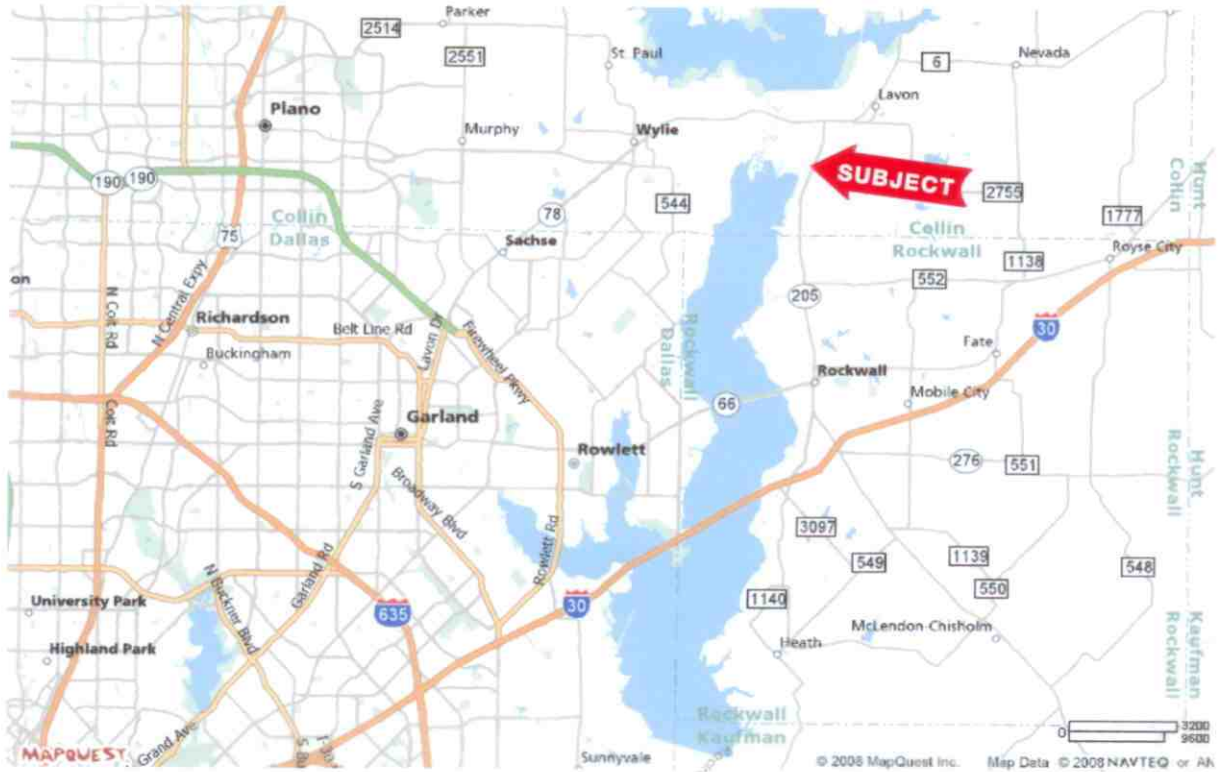 Parker
2514
2551
St. Paul
6
Nevada
Lavon
Plano
Murphy
Wylie
SUBJECT
190
190
2755
Hunt
Collin
544
78
1777
Collin
Dallas
75
Sachse
Collin
Rockwall
Royse City
1138
552
on
N Central Expy
N Coit Rd
205
Richardson
Belt Line Rd
Lavon Dr
Firewheel Pkwy
Rockwall
Dallas
30
Fate
Buckingham
Rockwall
Mobile City
66
Coit Rd
Garland
S Garland Ave
Rowlett
276
551
Hunt
Rockwall
Broadway Blvd
3097
549
1139
548
550
Rowlett Rd
Garland Rd
N Buckner Blvd
University Park
635
30
1140
McLendon-Chisholm
Heath
Highland Park
Kaufman
Rockwall
Rockwall
Kaufman
0
3200
9600
MAPQUEST
Grand Ave
Sunnyvale
© 2008 MapQuest Inc.
Map Data © 2008 NAVTEQ or